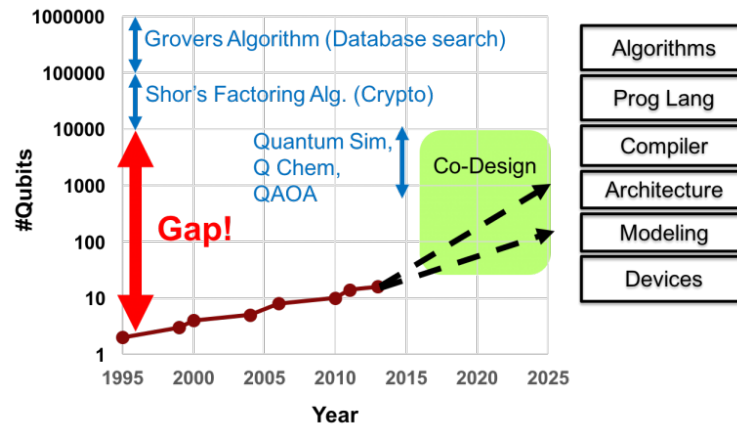 1000000
100000
10000
1000
100
10
1
#Qubits
Grovers Algorithm (Database search)
Shor's Factoring Alg. (Crypto)
Quantum Sim,
Q Chem,
QAOA
Gap!
Co-Design
1995
2000
2005
2010
2015
2020
2025
Year
Algorithms
Prog Lang
Compiler
Architecture
Modeling
Devices